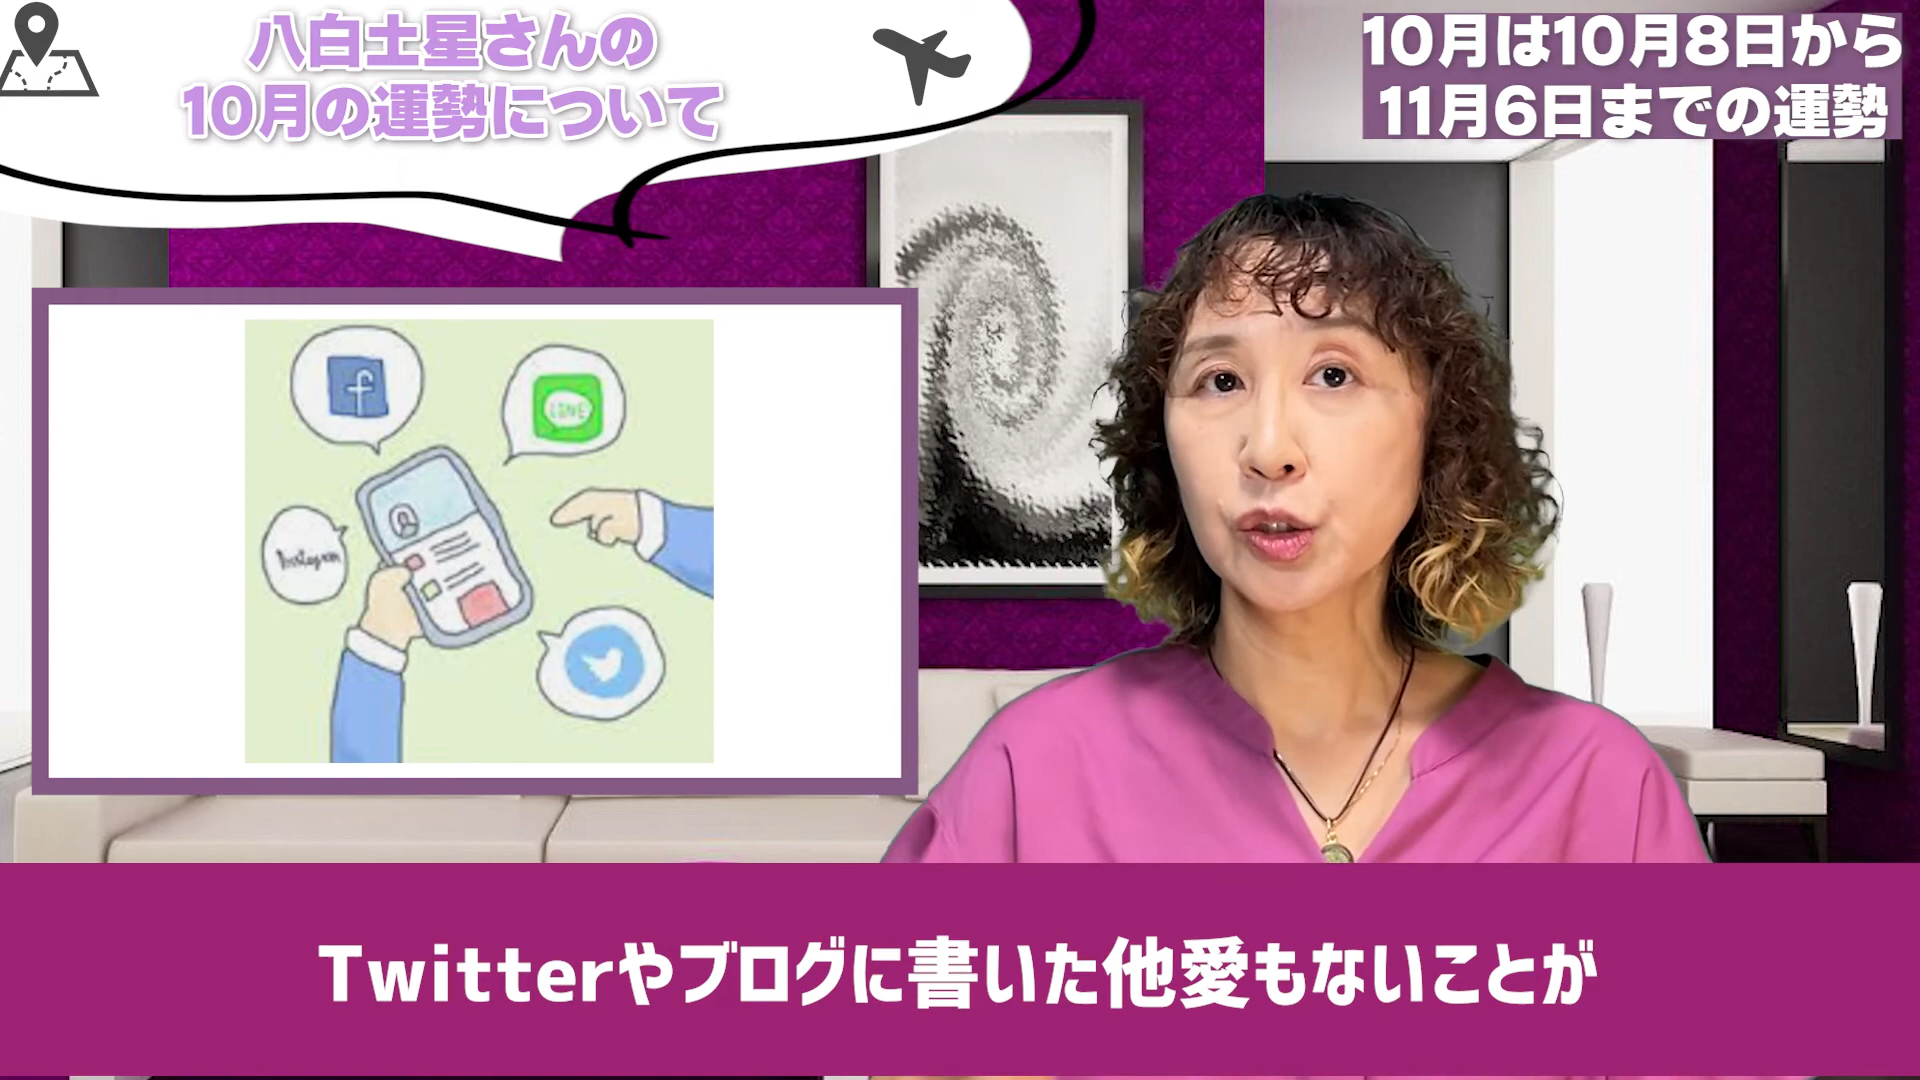 八白土星さんの
10月の運勢について
10月は10月8日から
11月6日までの運勢
f
LINE
Instagram
Twitterやブログに書いた他愛もないことが